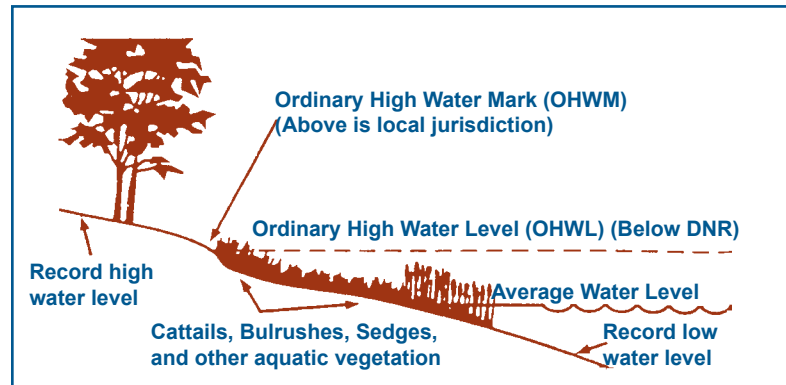 Ordinary High Water Mark (OHWM)
(Above is local jurisdiction)
Ordinary High Water Level (OHWL) (Below DNR)
Record high
water level
Average Water Level
Cattails, Bulrushes, Sedges,
and other aquatic vegetation
Record low
water level